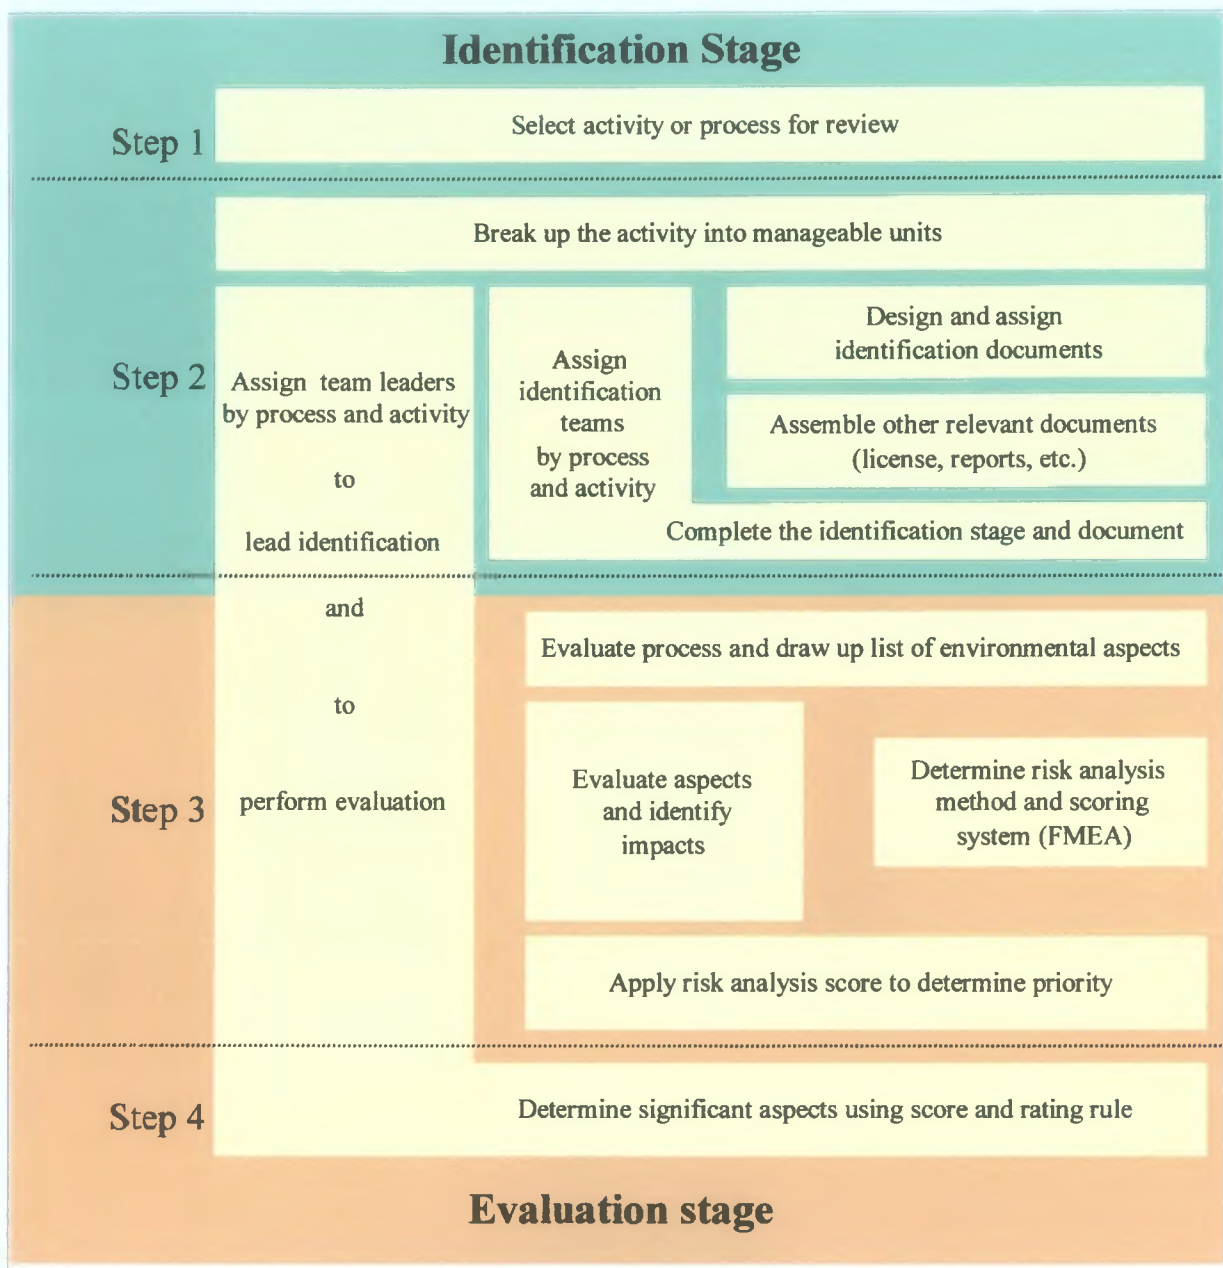 Identification Stage
Step 1
Select activity or process for review
Break up the activity into manageable units
Step 2
Assign team leaders
by process and activity
to
lead identification
and
to
perform evaluation
Assign
identification
teams
by process
and activity
Design and assign
identification documents
Assemble other relevant documents
(license, reports, etc.)
Complete the identification stage and document
Step 3
Evaluate process and draw up list of environmental aspects
Evaluate aspects
and identify
impacts
Determine risk analysis
method and scoring
system (FMEA)
Apply risk analysis score to determine priority
Step 4
Determine significant aspects using score and rating rule
Evaluation stage